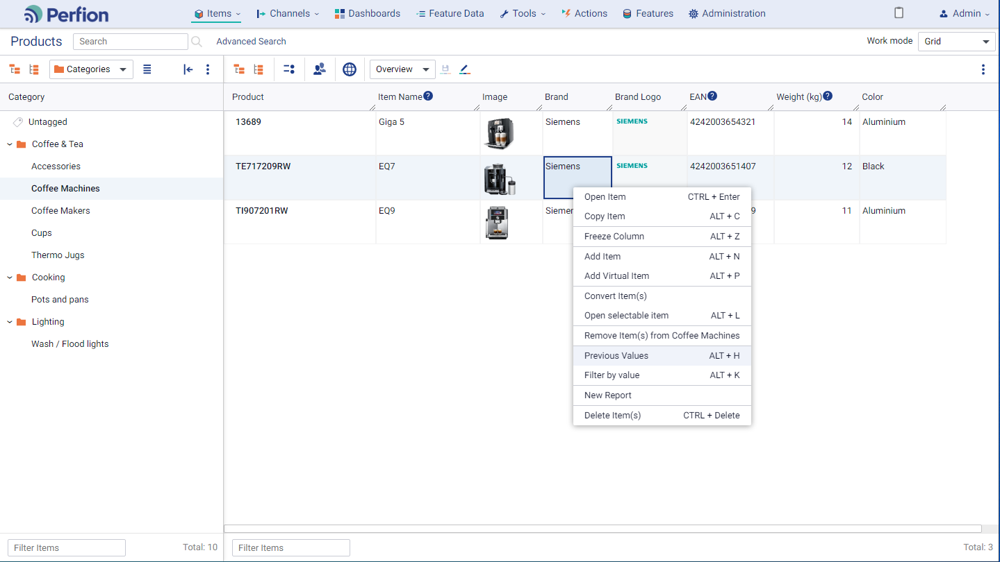 Perfion Items Channels Dashboards Feature Data Tools Actions Features Administration Admin
Products Search Advanced Search Work mode Grid
Categories Overview
Category
Untagged
Coffee & Tea
Accessories
Coffee Machines
Coffee Makers
Cups
Thermo Jugs
Cooking
Pots and pans
Lighting
Wash / Flood lights
Filter Items Total: 10
Product Item Name ? Image Brand Brand Logo EAN ? Weight (kg) ? Color
13689 Giga 5 Siemens SIEMENS 4242003654321 14 Aluminium
TE717209RW EQ7 Siemens SIEMENS 4242003651407 12 Black
TI907201RW EQ9 Siemen 9 11 Aluminium
Open Item CTRL + Enter
Copy Item ALT + C
Freeze Column ALT + Z
Add Item ALT + N
Add Virtual Item ALT + P
Convert Item(s)
Open selectable item ALT + L
Remove Item(s) from Coffee Machines
Previous Values ALT + H
Filter by value ALT + K
New Report
Delete Item(s) CTRL + Delete
Filter Items Total: 3